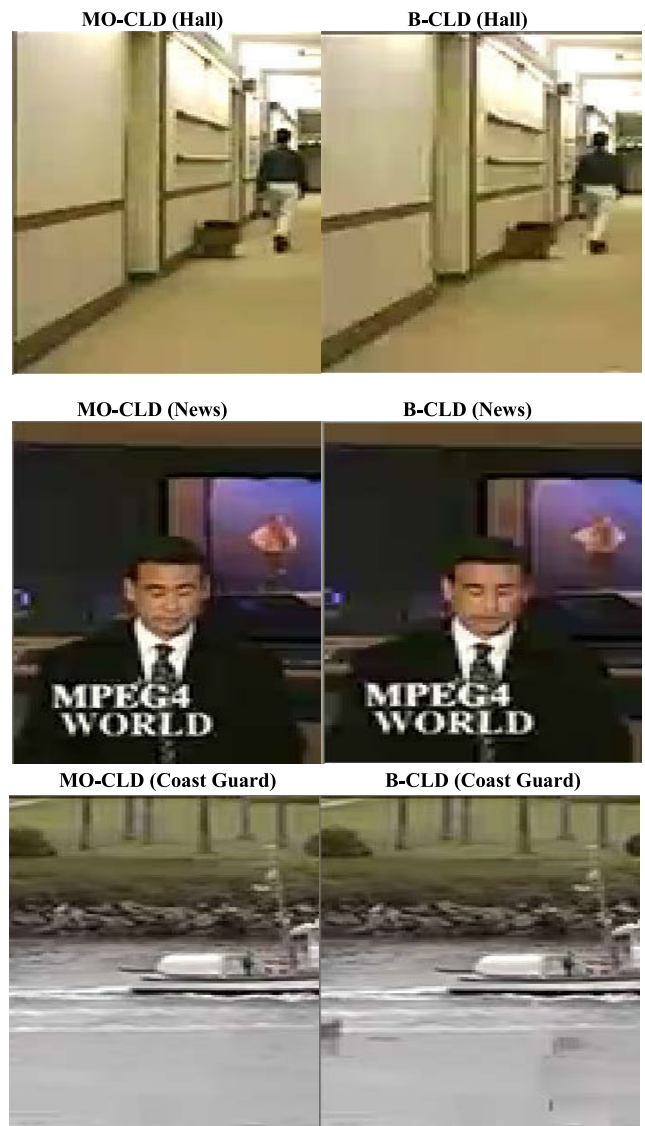 MO-CLD (Hall) B-CLD (Hall)
MO-CLD (News) B-CLD (News)
MPEG4 MPEG4
WORLD WORLD
MO-CLD (Coast Guard) B-CLD (Coast Guard)